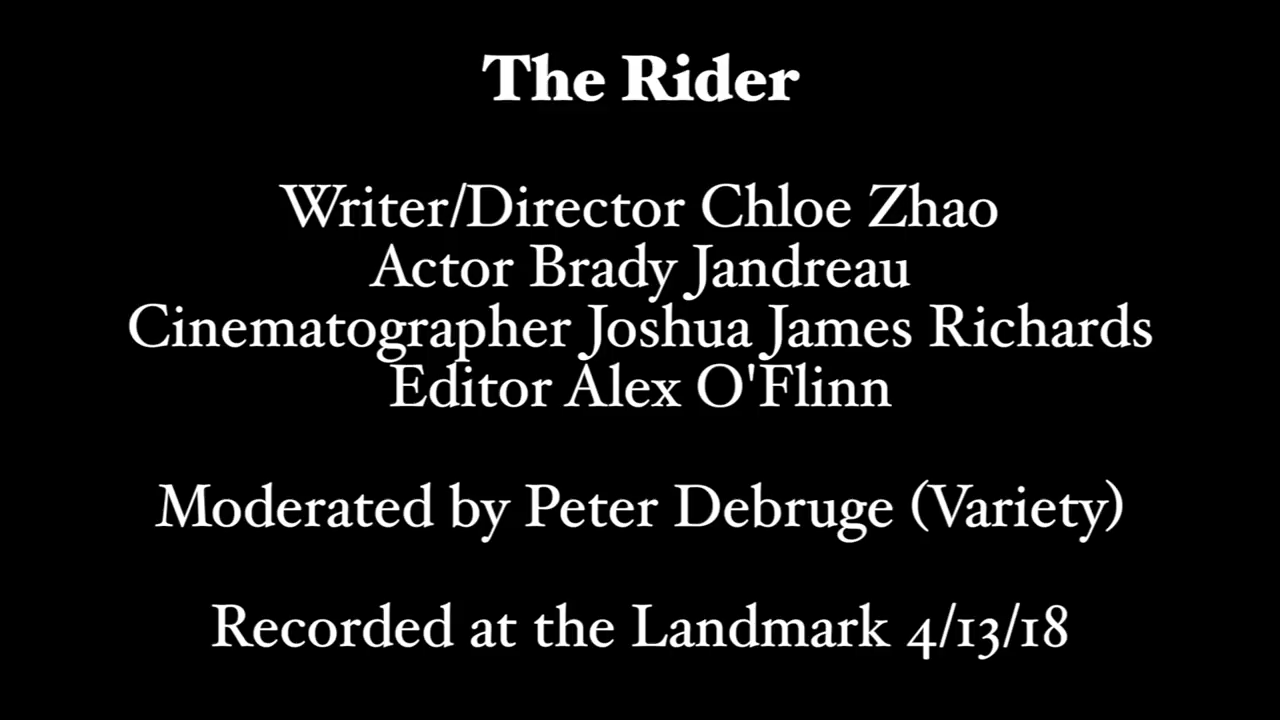 The Rider
Writer/Director Chloe Zhao
Actor Brady Jandreau
Cinematographer Joshua James Richards
Editor Alex O'Flinn
Moderated by Peter Debruge (Variety)
Recorded at the Landmark 4/13/18